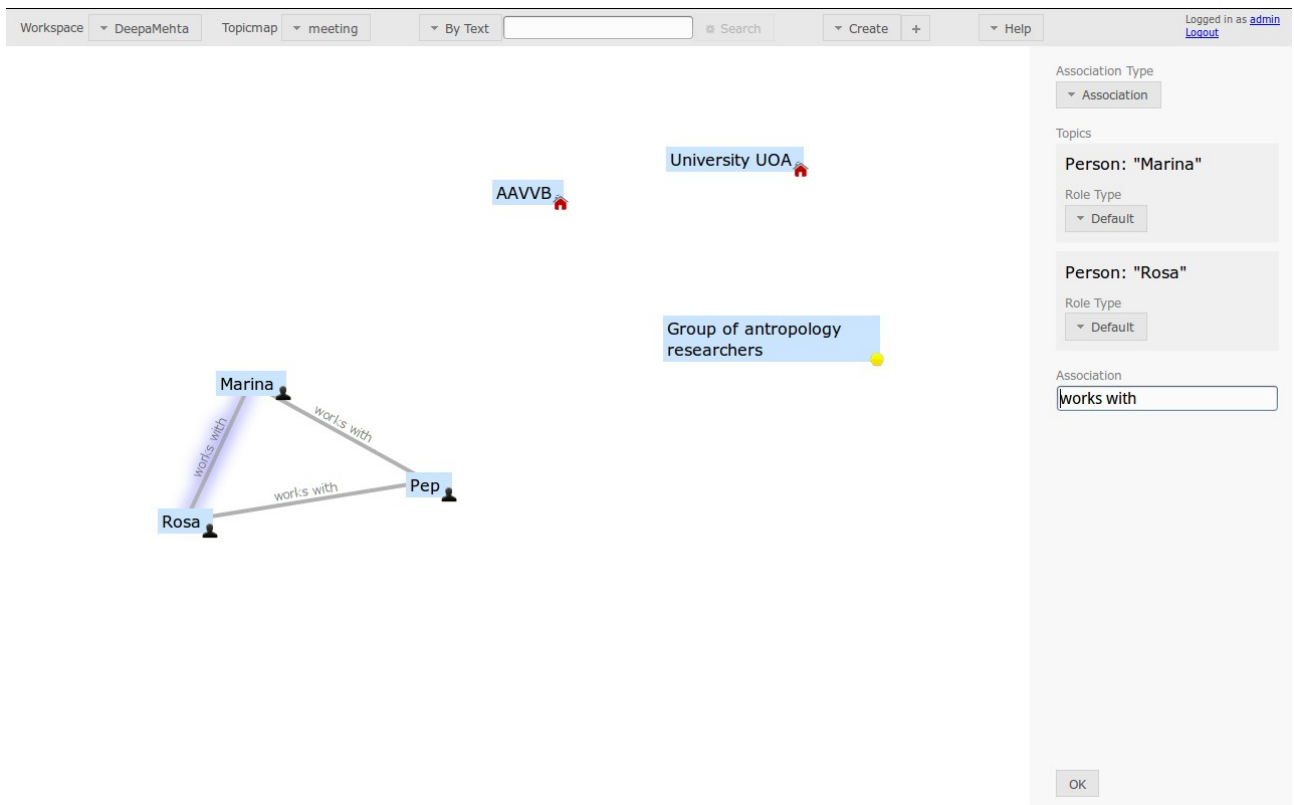 Workspace DeepaMehta Topicmap meeting By Text Search Create + Help Logged in as admin
Logout
Association Type
Association
Topics
Person: "Marina"
Role Type
Default
Person: "Rosa"
Role Type
Default
Association
works with
OK
University UOA
AAVVB
Group of antropology
researchers
Marina
works with
works with
Pep
works with
Rosa